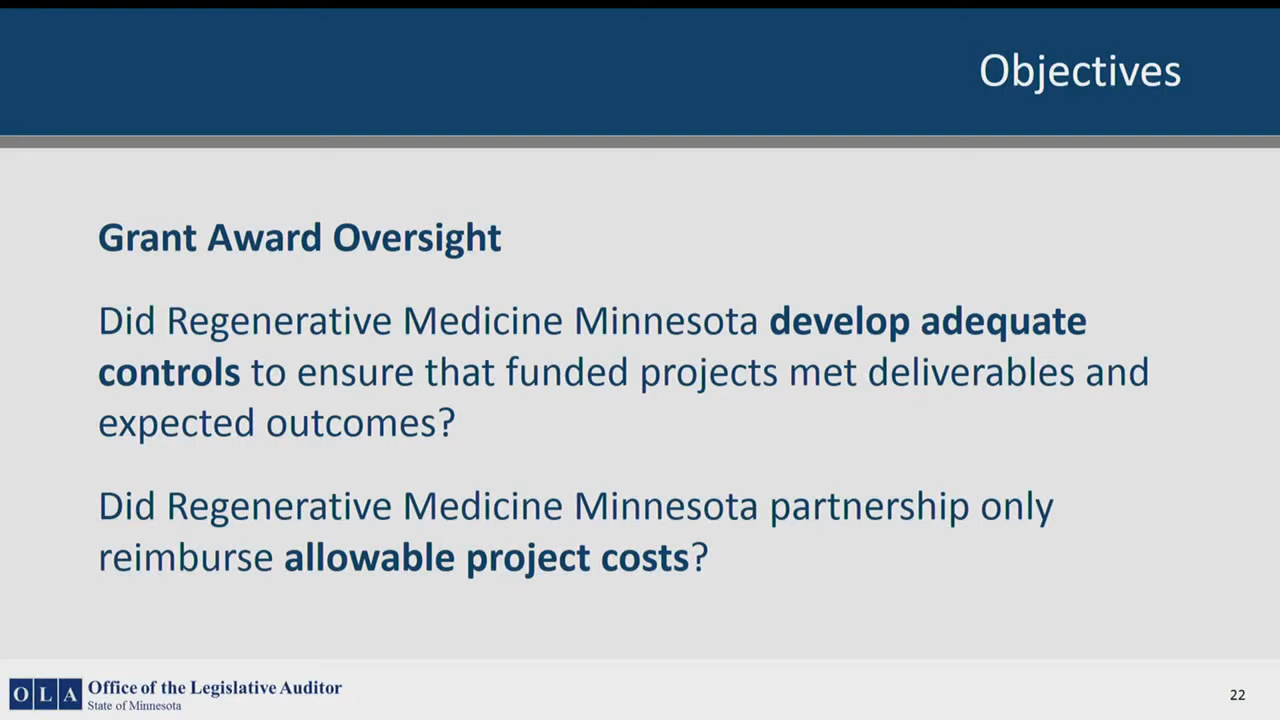 Objectives
Grant Award Oversight
Did Regenerative Medicine Minnesota develop adequate
controls to ensure that funded projects met deliverables and
expected outcomes?
Did Regenerative Medicine Minnesota partnership only
reimburse allowable project costs?
OLA
Office of the Legislative Auditor
State of Minnesota
22